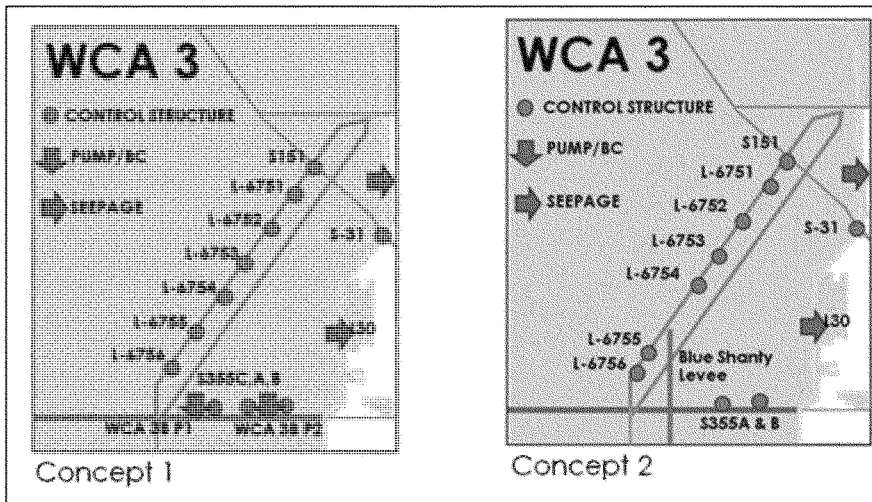 WCA 3
CONTROL STRUCTURE
PUMP/BC
S151
L-6751
SEEPAGE
L-6752
S-31
L-6753
L-6754
L-6755
L30
L-6756
S355C,A,B
WCA 3B P1
WCA 3B P2
Concept 1
WCA 3
CONTROL STRUCTURE
S151
PUMP/BC
L-6751
SEEPAGE
L-6752
S-31
L-6753
L-6754
L30
L-6755
L-6756
Blue Shanty
Levee
S355A & B
Concept 2